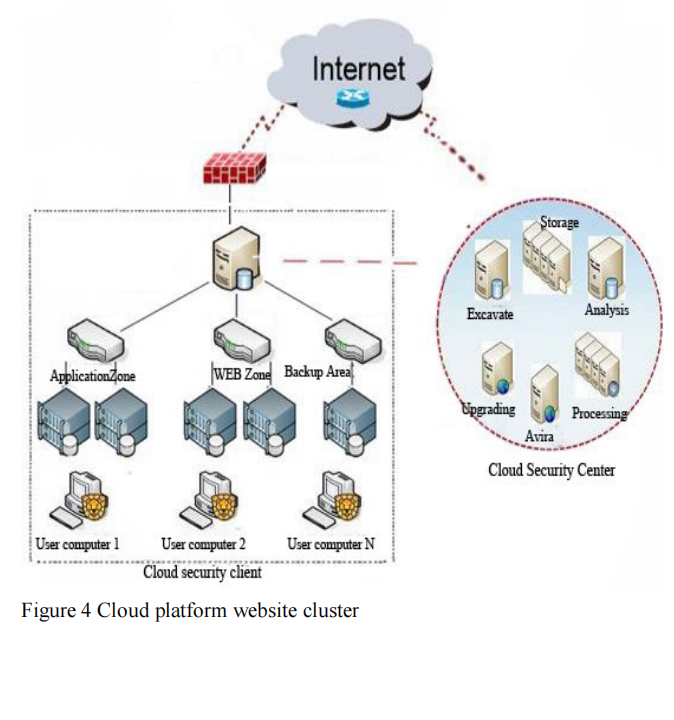 Internet
Storage
Excavate
Analysis
ApplicationZone
WEB Zone
Backup Area
Upgrading
Avira
Processing
Cloud Security Center
User computer 1
User computer 2
User computer N
Cloud security client
Figure 4 Cloud platform website cluster